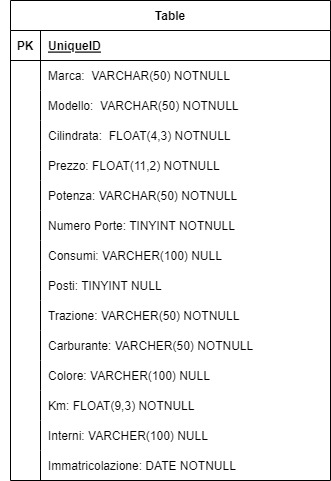 Table
PK UniqueID
Marca: VARCHAR(50) NOTNULL
Modello: VARCHAR(50) NOTNULL
Cilindrata: FLOAT(4,3) NOTNULL
Prezzo: FLOAT(11,2) NOTNULL
Potenza: VARCHAR(50) NOTNULL
Numero Porte: TINYINT NOTNULL
Consumi: VARCHER(100) NULL
Posti: TINYINT NULL
Trazione: VARCHER(50) NOTNULL
Carburante: VARCHER(50) NOTNULL
Colore: VARCHER(100) NULL
Km: FLOAT(9,3) NOTNULL
Interni: VARCHER(100) NULL
Immatricolazione: DATE NOTNULL